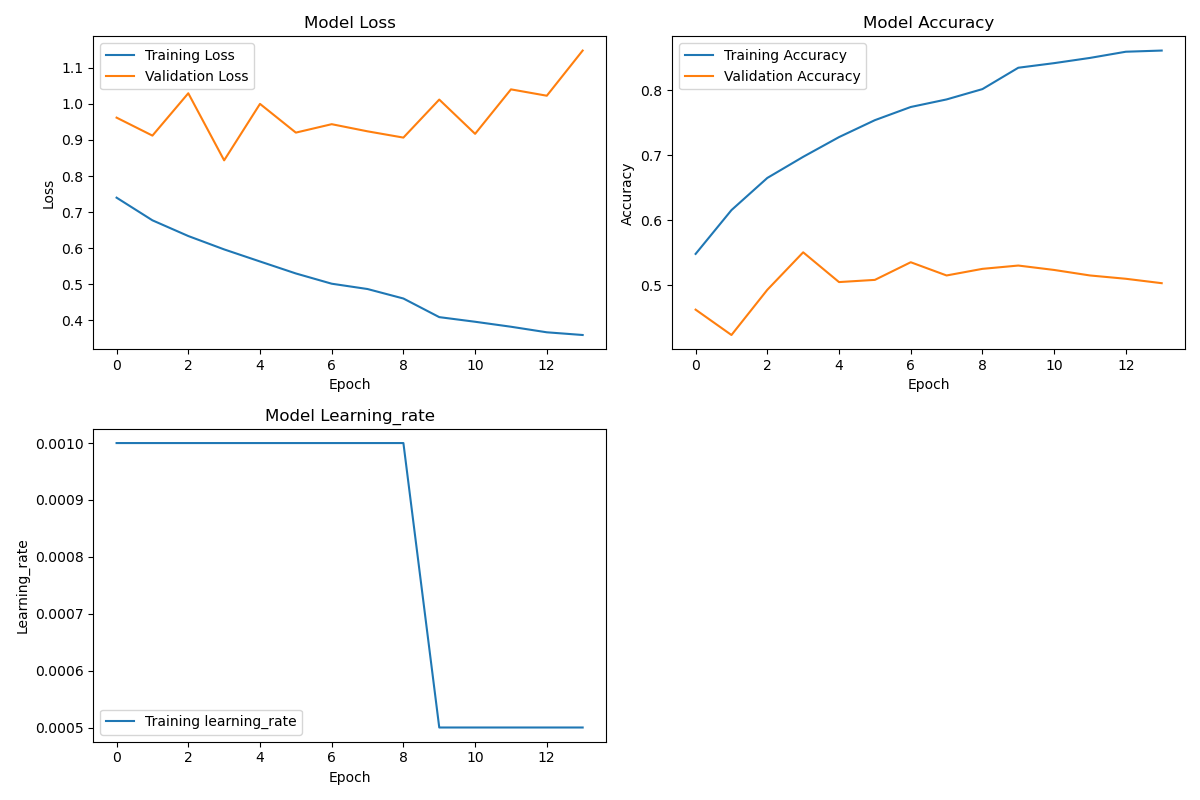 Model Loss
Training Loss
Validation Loss
1.1
1.0
0.9
0.8
0.7
0.6
0.5
0.4
Loss
0 2 4 6 8 10 12
Epoch
Model Accuracy
Training Accuracy
Validation Accuracy
0.8
0.7
0.6
0.5
Accuracy
0 2 4 6 8 10 12
Epoch
Model Learning_rate
0.0010
0.0009
0.0008
0.0007
0.0006
0.0005
Learning_rate
Training learning_rate
0 2 4 6 8 10 12
Epoch